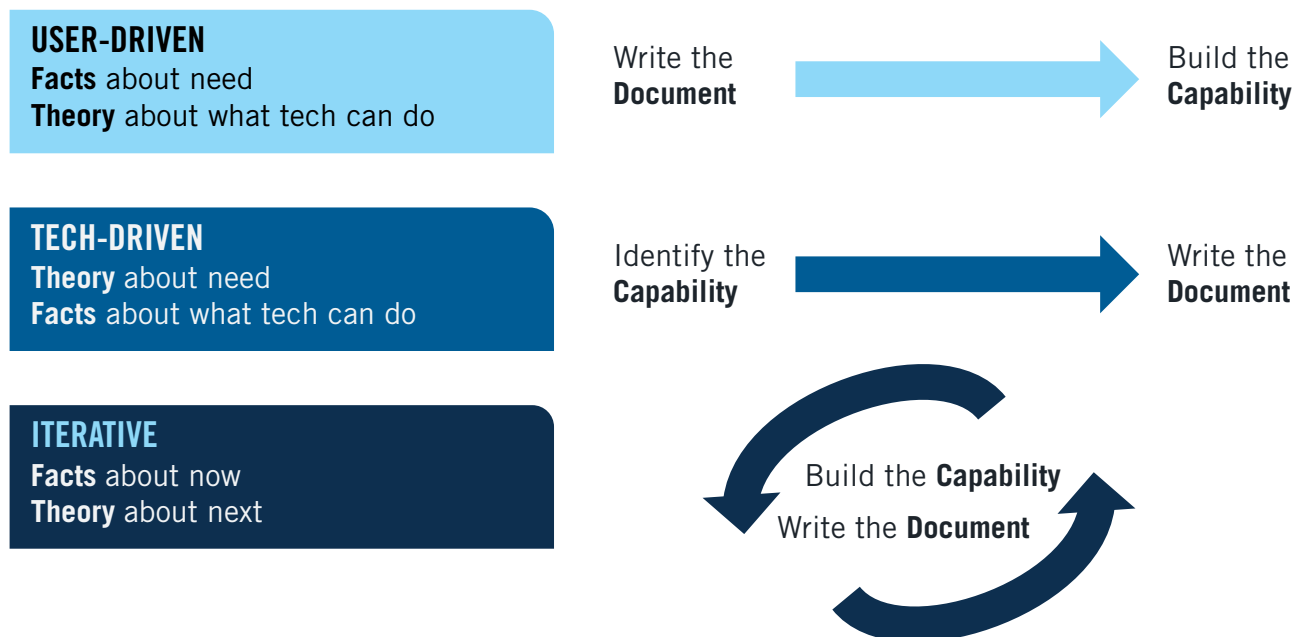 USER-DRIVEN
Facts about need
Theory about what tech can do
Write the
Document
Build the
Capability
TECH-DRIVEN
Theory about need
Facts about what tech can do
Identify the
Capability
Write the
Document
ITERATIVE
Facts about now
Theory about next
Build the Capability
Write the Document